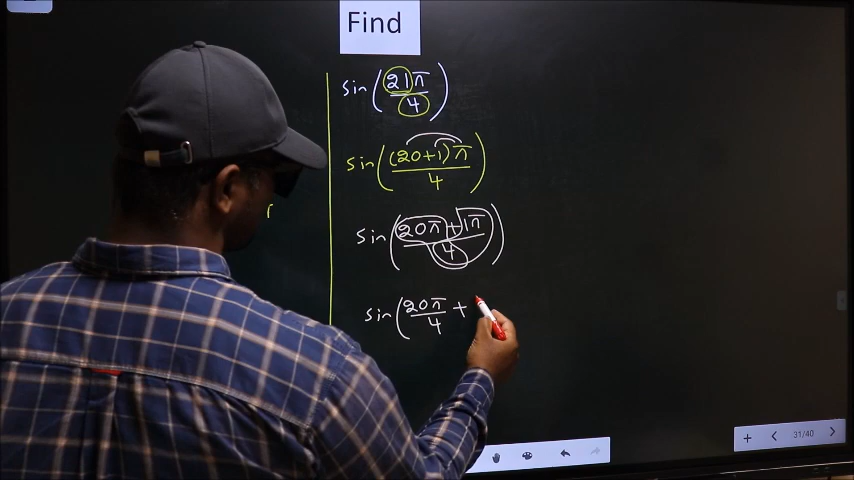 Find
sin(21π/4)
sin((20+1)π/4)
sin((20π+1π)/4)
sin(20π/4 +
31/40